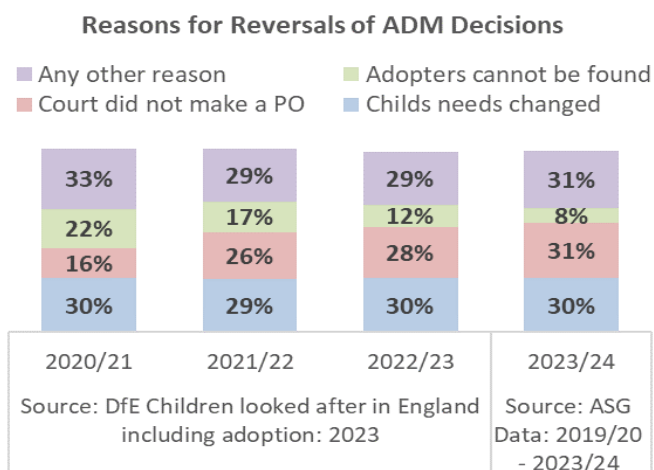 Reasons for Reversals of ADM Decisions
Any other reason
Adopters cannot be found
Court did not make a PO
Childs needs changed
33%
29%
29%
31%
22%
17%
12%
8%
16%
26%
28%
31%
30%
29%
30%
30%
2020/21
2021/22
2022/23
2023/24
Source: DfE Children looked after in England
including adoption: 2023
Source: ASG
Data: 2019/20
- 2023/24